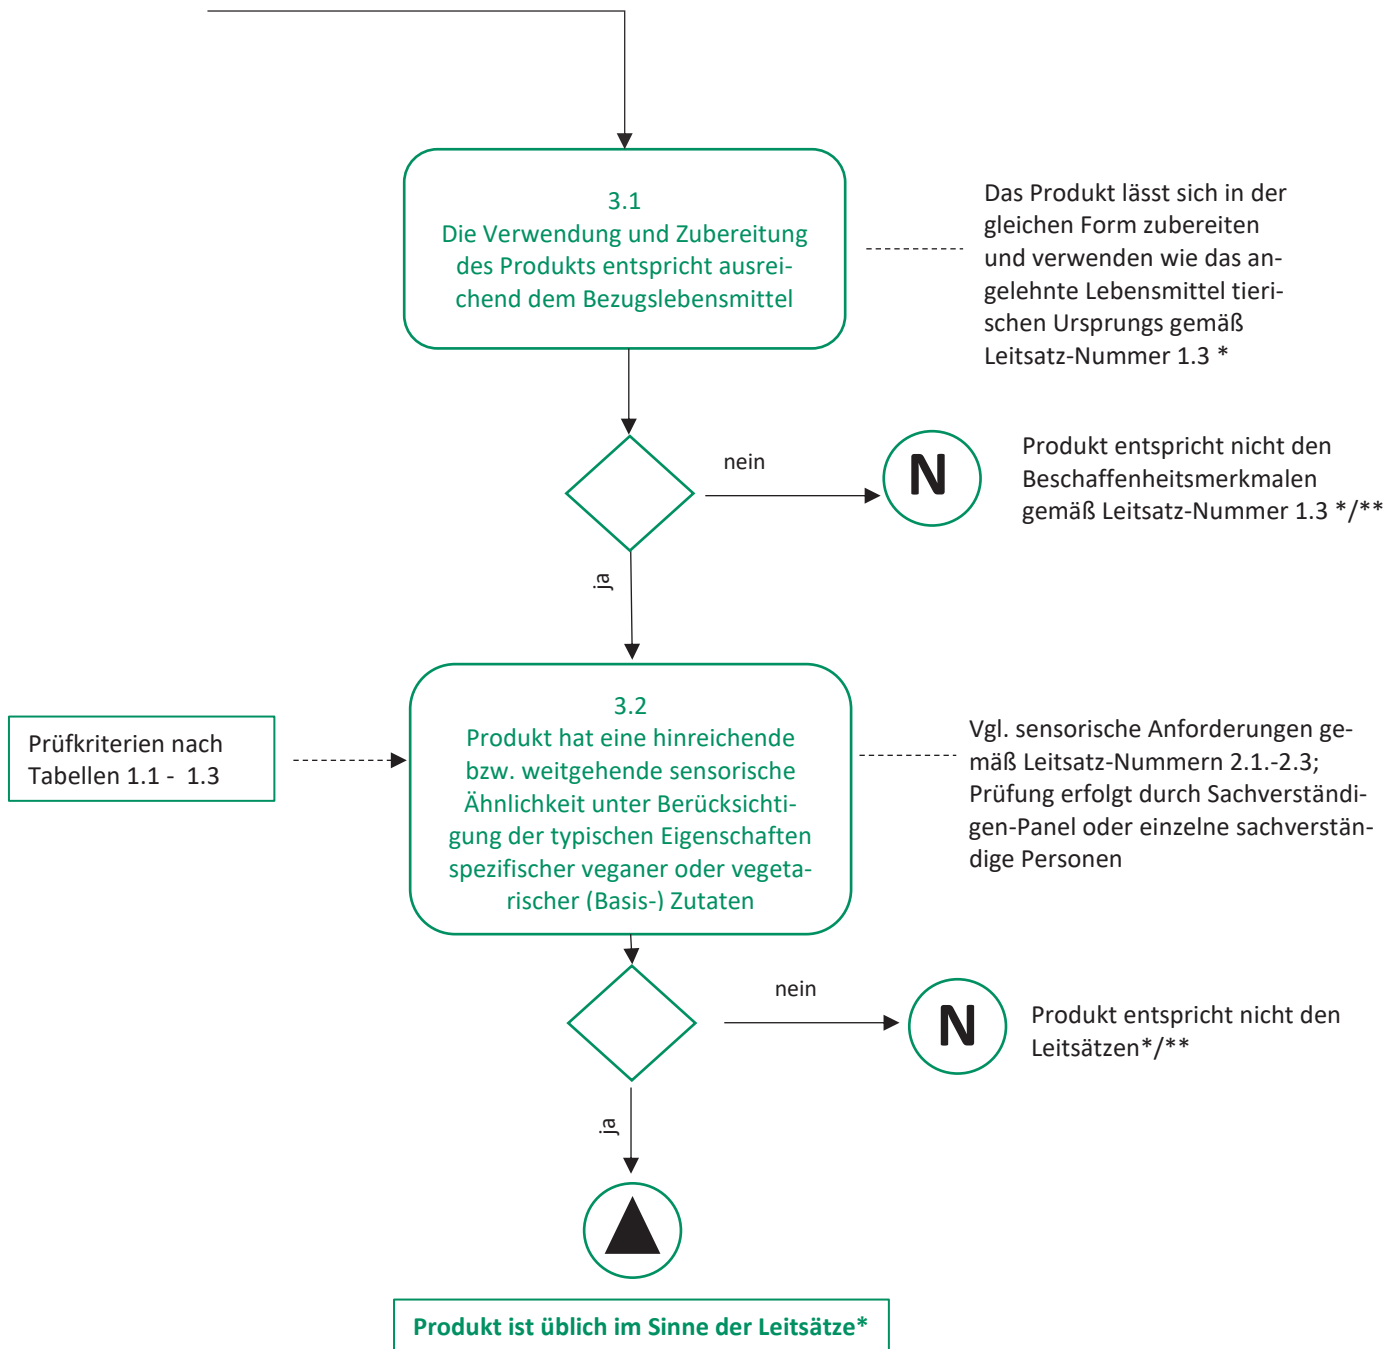 3.1
Die Verwendung und Zubereitung
des Produkts entspricht ausrei-
chend dem Bezugslebensmittel
Das Produkt lässt sich in der
gleichen Form zubereiten
und verwenden wie das an-
gelehnte Lebensmittel tieri-
schen Ursprungs gemäß
Leitsatz-Nummer 1.3 *
nein
N
Produkt entspricht nicht den
Beschaffenheitsmerkmalen
gemäß Leitsatz-Nummer 1.3 */**
ja
Prüfkriterien nach
Tabellen 1.1 - 1.3
3.2
Produkt hat eine hinreichende
bzw. weitgehende sensorische
Ähnlichkeit unter Berücksichti-
gung der typischen Eigenschaften
spezifischer veganer oder vegeta-
rischer (Basis-) Zutaten
Vgl. sensorische Anforderungen ge-
mäß Leitsatz-Nummern 2.1.-2.3;
Prüfung erfolgt durch Sachverständi-
gen-Panel oder einzelne sachverstän-
dige Personen
nein
N
Produkt entspricht nicht den
Leitsätzen*/**
ja
Produkt ist üblich im Sinne der Leitsätze*